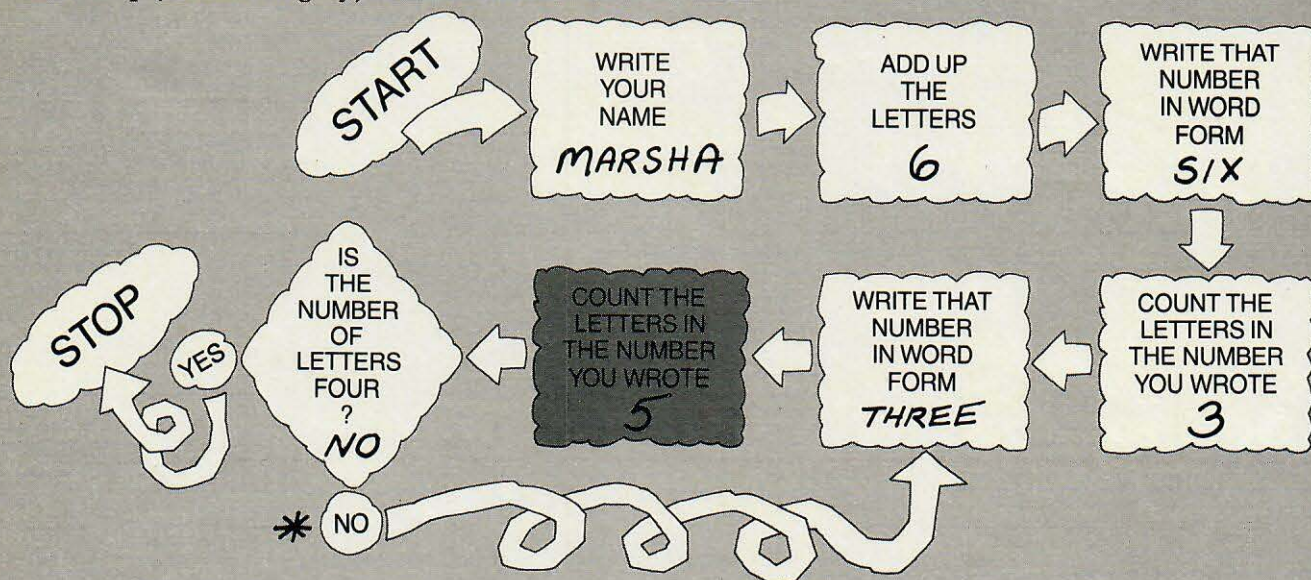 START
WRITE
YOUR
NAME
MARSHA
ADD UP
THE
LETTERS
6
WRITE THAT
NUMBER
IN WORD
FORM
SIX
COUNT THE
LETTERS IN
THE NUMBER
YOU WROTE
3
WRITE THAT
NUMBER
IN WORD
FORM
THREE
COUNT THE
LETTERS IN
THE NUMBER
YOU WROTE
5
IS
THE
NUMBER
OF
LETTERS
FOUR
?
NO
YES
STOP
* NO